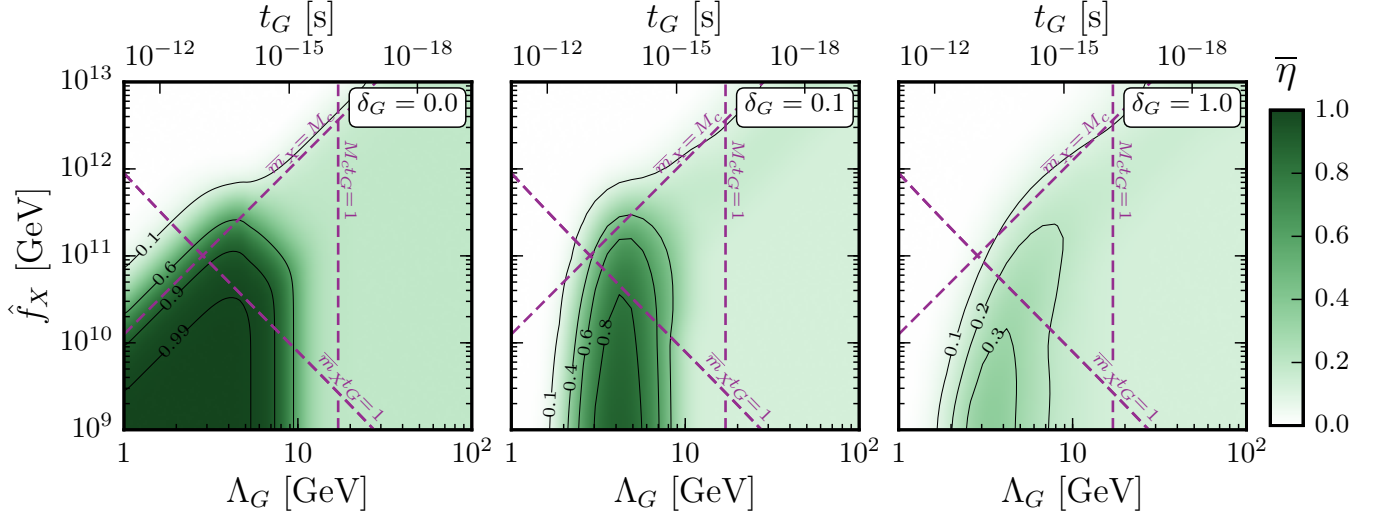 t_G [s] t_G [s] t_G [s]
10^−12 10^−15 10^−18 10^−12 10^−15 10^−18 10^−12 10^−15 10^−18
δ_G = 0.0
δ_G = 0.1
δ_G = 1.0
η̅
10^13
10^12
10^11
10^10
10^9
f̂_X [GeV]
m̅_X = M_c
M_c t_G = 1
m̅_X t_G = 1
0.1
0.6
0.9
0.99
m̅_X = M_c
M_c t_G = 1
m̅_X t_G = 1
0.1
0.4
0.6
0.8
m̅_X = M_c
M_c t_G = 1
m̅_X t_G = 1
0.1
0.2
0.3
1.0
0.8
0.6
0.4
0.2
0.0
1 10 10^2 1 10 10^2 1 10 10^2
Λ_G [GeV] Λ_G [GeV] Λ_G [GeV]